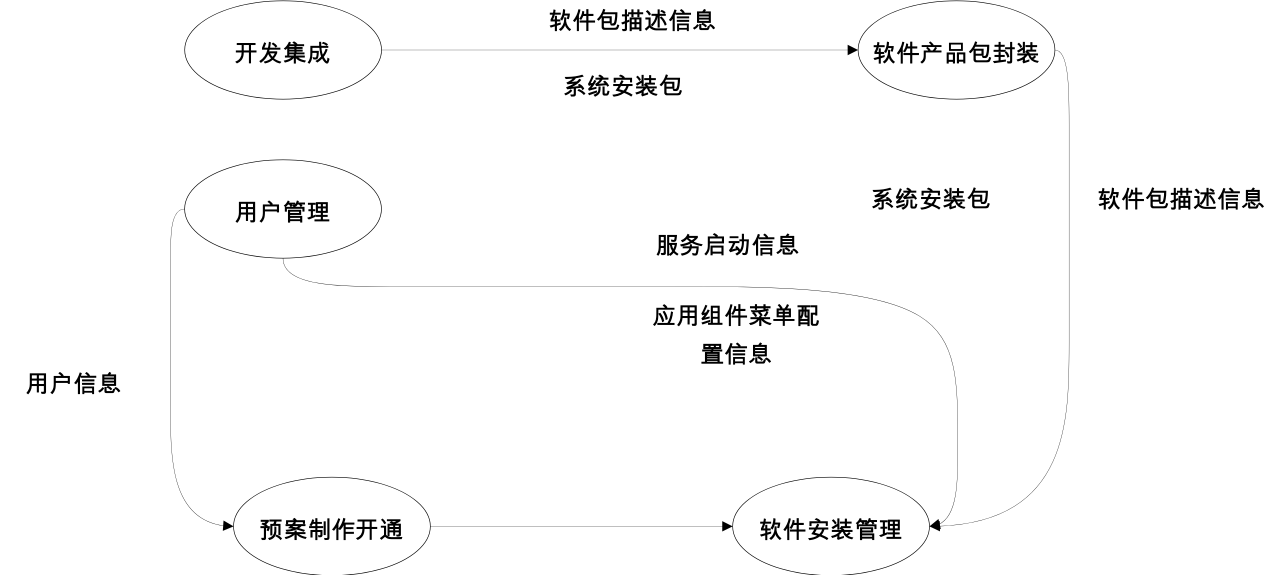 软件包描述信息
开发集成
软件产品包封装
系统安装包
用户管理
系统安装包
软件包描述信息
服务启动信息
应用组件菜单配
置信息
用户信息
预案制作开通
软件安装管理